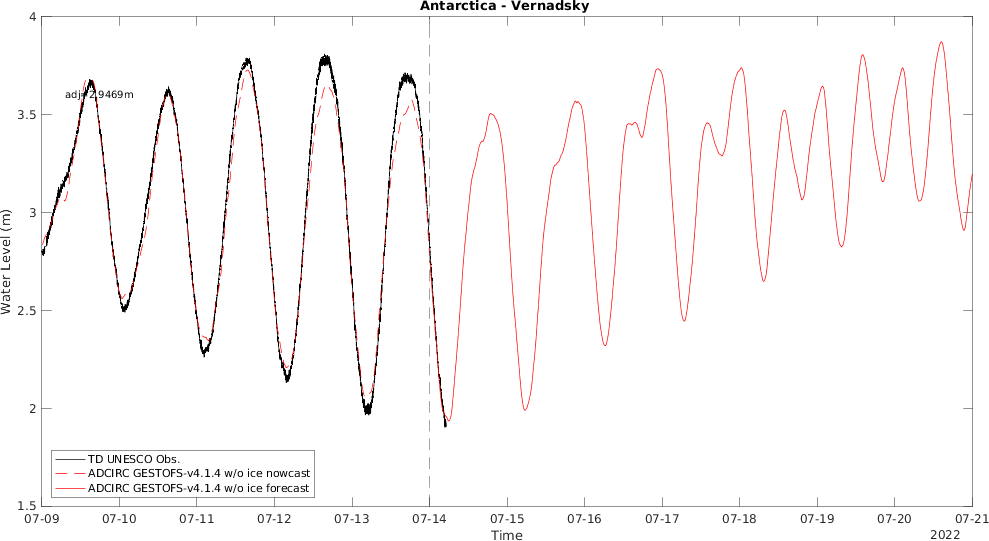 Antarctica - Vernadsky
4
3.5
3
2.5
2
1.5
Water Level (m)
adj=2.9469m
TD UNESCO Obs.
ADCIRC GESTOFS-v4.1.4 w/o ice nowcast
ADCIRC GESTOFS-v4.1.4 w/o ice forecast
07-09 07-10 07-11 07-12 07-13 07-14 07-15 07-16 07-17 07-18 07-19 07-20 07-21
Time
2022